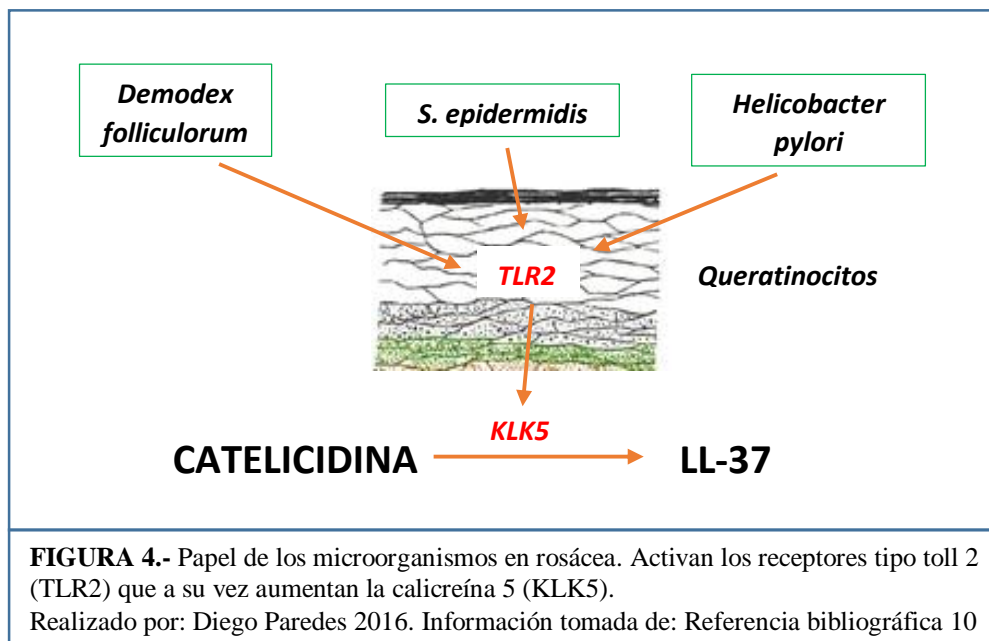 Demodex
folliculorum
S. epidermidis
Helicobacter
pylori
TLR2
Queratinocitos
KLK5
CATELICIDINA
LL-37
FIGURA 4.- Papel de los microorganismos en rosácea. Activan los receptores tipo toll 2
(TLR2) que a su vez aumentan la calicreína 5 (KLK5).
Realizado por: Diego Paredes 2016. Información tomada de: Referencia bibliográfica 10